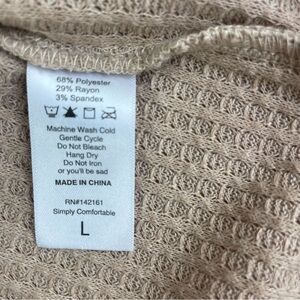 68% Polyester
29% Rayon
3% Spandex
Machine Wash Cold
Gentle Cycle
Do Not Bleach
Hang Dry
Do Not Iron
or you'll be sad
MADE IN CHINA
RN#142161
Simply Comfortable
L